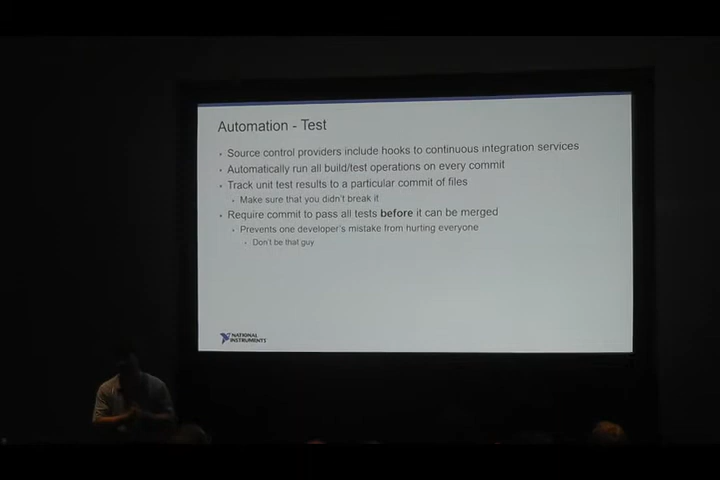 Automation - Test
Source control providers include hooks to continuous integration services
Automatically run all build/test operations on every commit
Track unit test results to a particular commit of files
Make sure that you didn't break it
Require commit to pass all tests before it can be merged
Prevents one developer's mistake from hurting everyone
Don't be that guy
NATIONAL
INSTRUMENTS